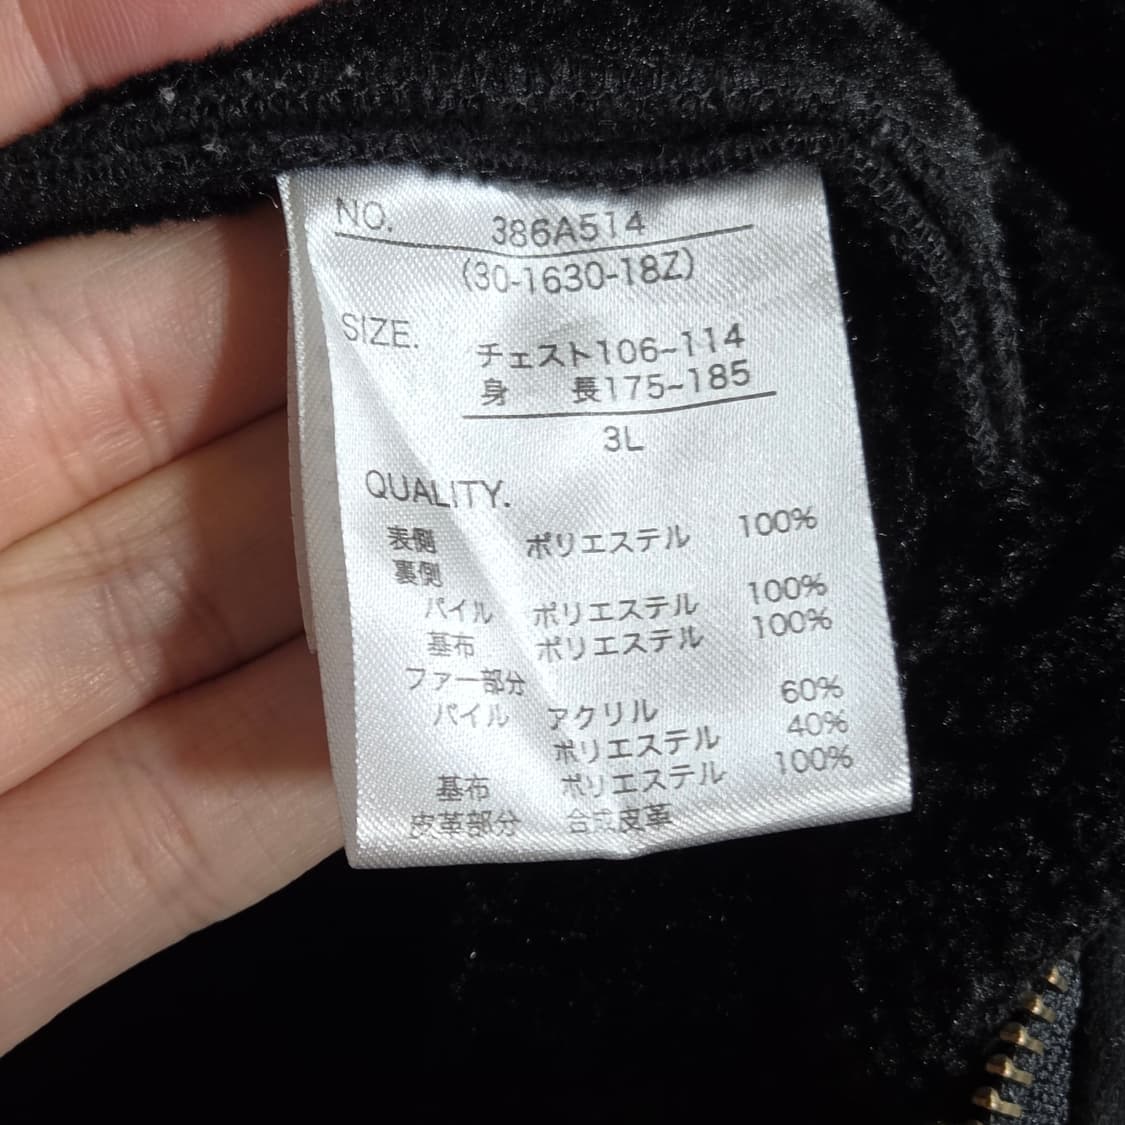 NO. 386A514
(30-1630-18Z)
SIZE. チェスト106~114
身 長175~185
3L
QUALITY.
表側 ポリエステル 100%
裏側
パイル ポリエステル 100%
基布 ポリエステル 100%
ファー部分
パイル アクリル 60%
ポリエステル 40%
基布 ポリエステル 100%
皮革部分 合成皮革